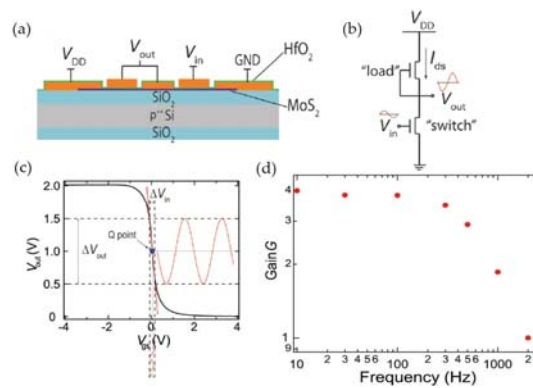 (a)
V_DD
V_out
V_in
GND
HfO₂
SiO₂
MoS₂
p⁺⁺Si
SiO₂
(b)
V_DD
"load"
I_ds
V_out
V_in
"switch"
(c)
ΔV_in
Q point
ΔV_out
V_out (V)
2.0
1.5
1.0
0.5
0
-4
-2
0
2
4
(V)
(d)
Gain G
4
3
2
1
9
10
2
3
4 5 6
100
2
3
4 5 6
1000
2
Frequency (Hz)